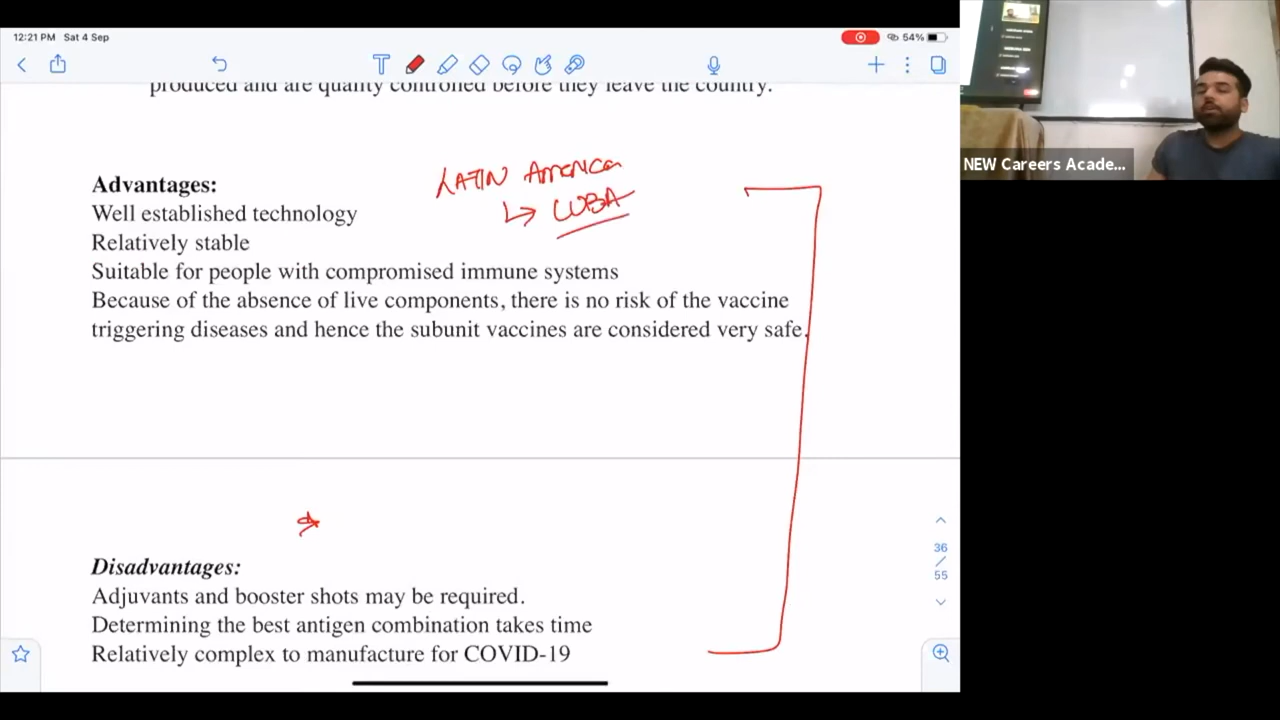 12:21 PM Sat 4 Sep
54%
T
produced and are quality controlled before they leave the country.
LATIN AMERICA
CUBA
Advantages:
Well established technology
Relatively stable
Suitable for people with compromised immune systems
Because of the absence of live components, there is no risk of the vaccine
triggering diseases and hence the subunit vaccines are considered very safe.
Disadvantages:
Adjuvants and booster shots may be required.
Determining the best antigen combination takes time
Relatively complex to manufacture for COVID-19
36
/
55
NEW Careers Acade...